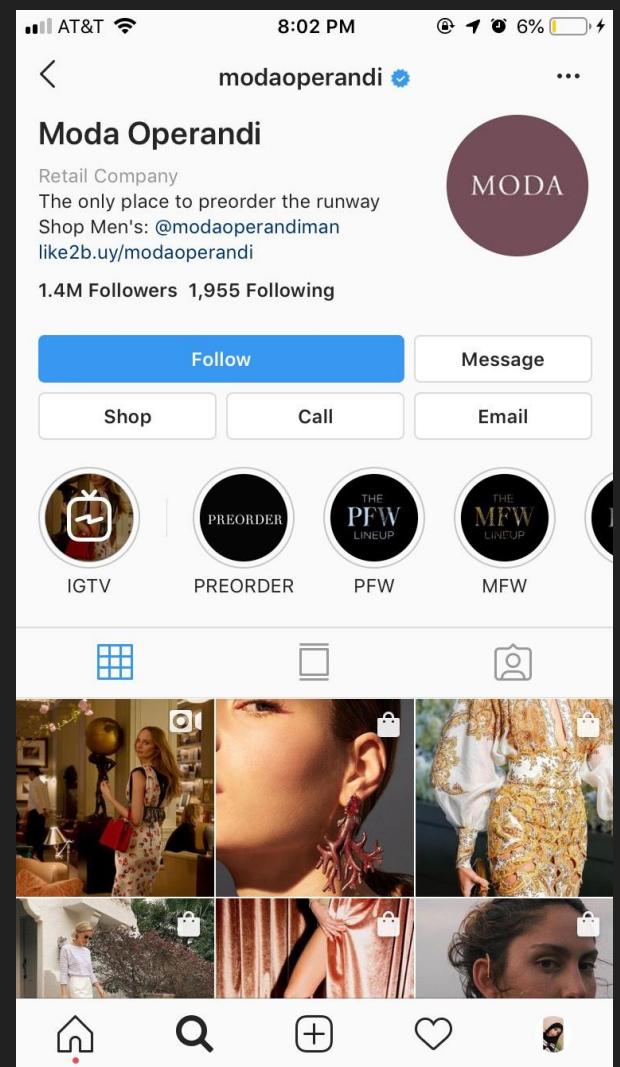 AT&T 8:02 PM 6%
modaoperandi
Moda Operandi
MODA
Retail Company
The only place to preorder the runway
Shop Men's: @modaoperandiman
like2b.uy/modaoperandi
1.4M Followers 1,955 Following
Follow Message
Shop Call Email
PREORDER
THE
PFW
LINEUP
THE
MFW
LINEUP
IGTV PREORDER PFW MFW